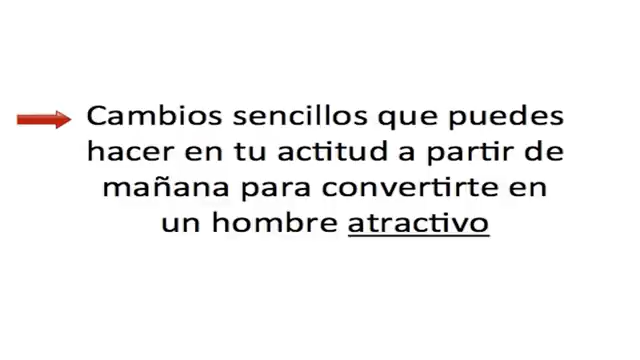 Cambios sencillos que puedes
hacer en tu actitud a partir de
mañana para convertirte en
un hombre atractivo